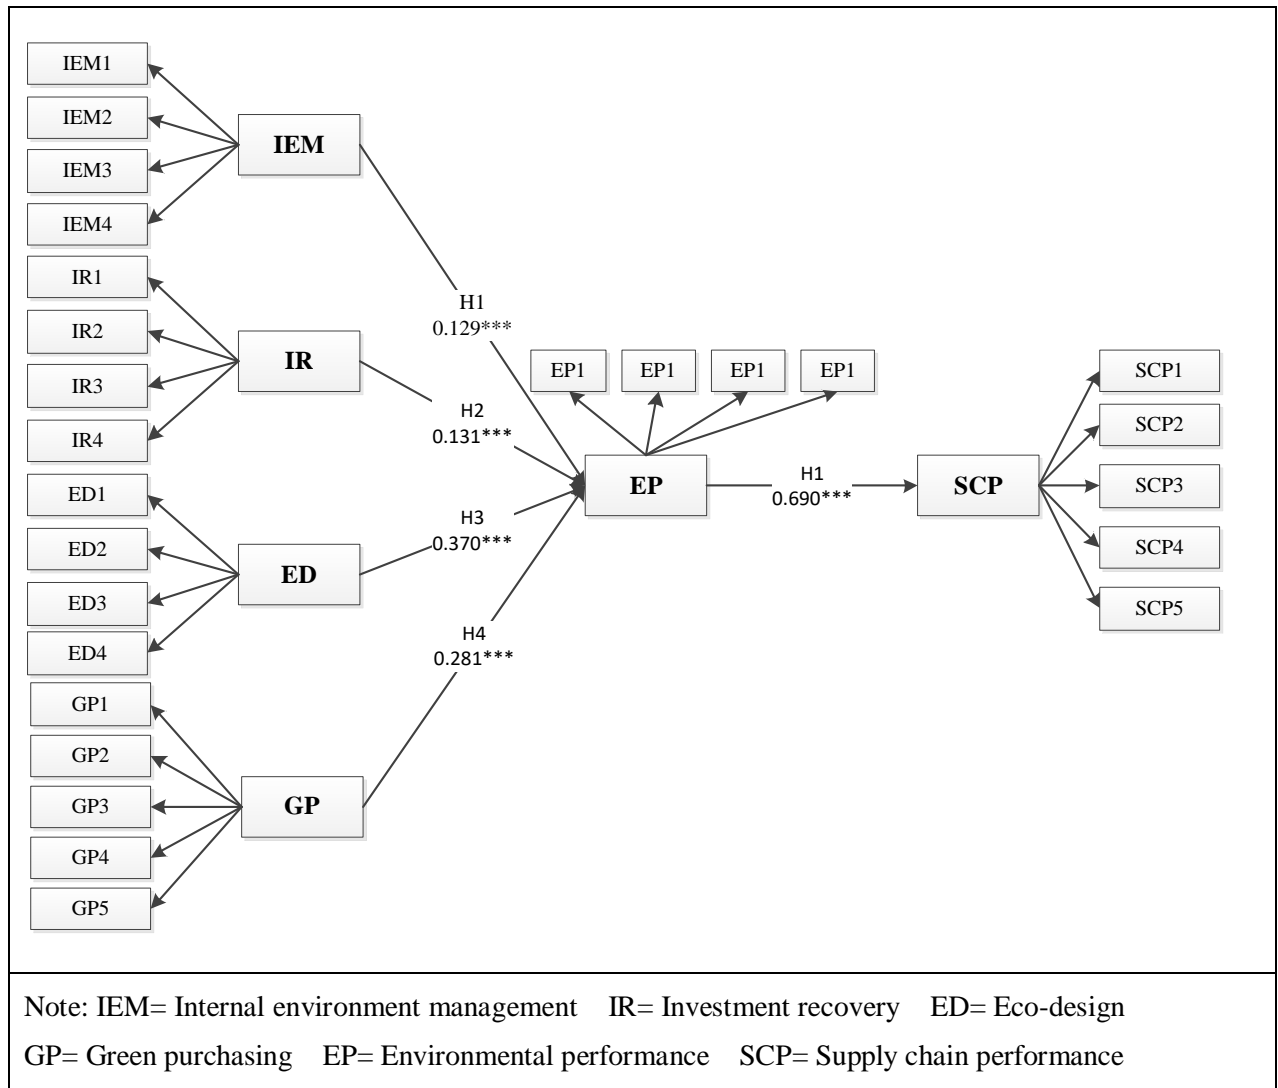 IEM1
IEM2
IEM3
IEM4
IEM
IR1
IR2
IR3
IR4
IR
ED1
ED2
ED3
ED4
ED
GP1
GP2
GP3
GP4
GP5
GP
H1
0.129***
H2
0.131***
H3
0.370***
H4
0.281***
EP1
EP1
EP1
EP1
EP
H1
0.690***
SCP
SCP1
SCP2
SCP3
SCP4
SCP5
Note: IEM= Internal environment management IR= Investment recovery ED= Eco-design
GP= Green purchasing EP= Environmental performance SCP= Supply chain performance